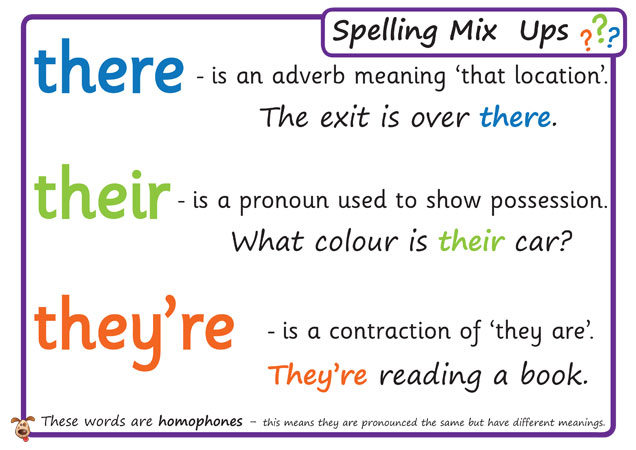 Spelling Mix Ups ???
there - is an adverb meaning ‘that location’.
The exit is over there.
their - is a pronoun used to show possession.
What colour is their car?
they’re - is a contraction of ‘they are’.
They’re reading a book.
These words are homophones – this means they are pronounced the same but have different meanings.